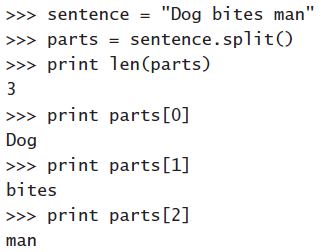 >>> sentence = "Dog bites man"
>>> parts = sentence.split()
>>> print len(parts)
3
>>> print parts[0]
Dog
>>> print parts[1]
bites
>>> print parts[2]
man